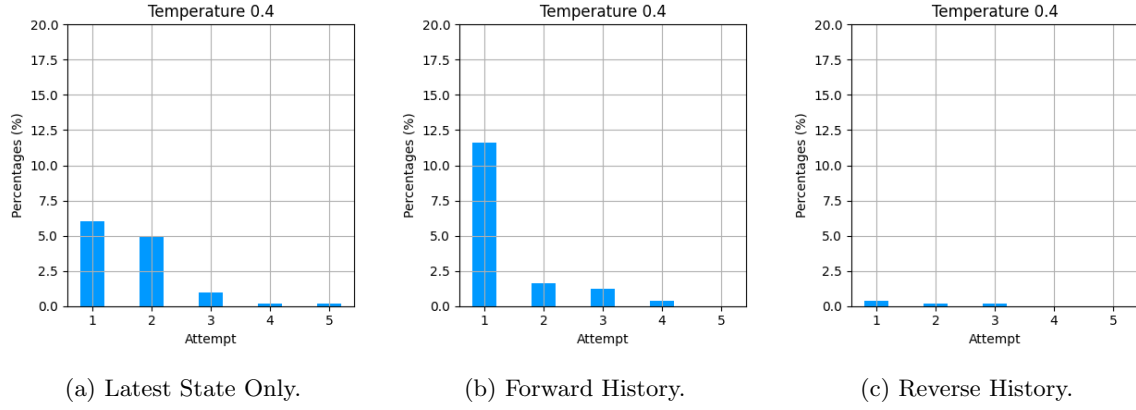 Temperature 0.4
20.0
17.5
15.0
12.5
10.0
7.5
5.0
2.5
0.0
Percentages (%)
1 2 3 4 5
Attempt
(a) Latest State Only.
Temperature 0.4
20.0
17.5
15.0
12.5
10.0
7.5
5.0
2.5
0.0
Percentages (%)
1 2 3 4 5
Attempt
(b) Forward History.
Temperature 0.4
20.0
17.5
15.0
12.5
10.0
7.5
5.0
2.5
0.0
Percentages (%)
1 2 3 4 5
Attempt
(c) Reverse History.